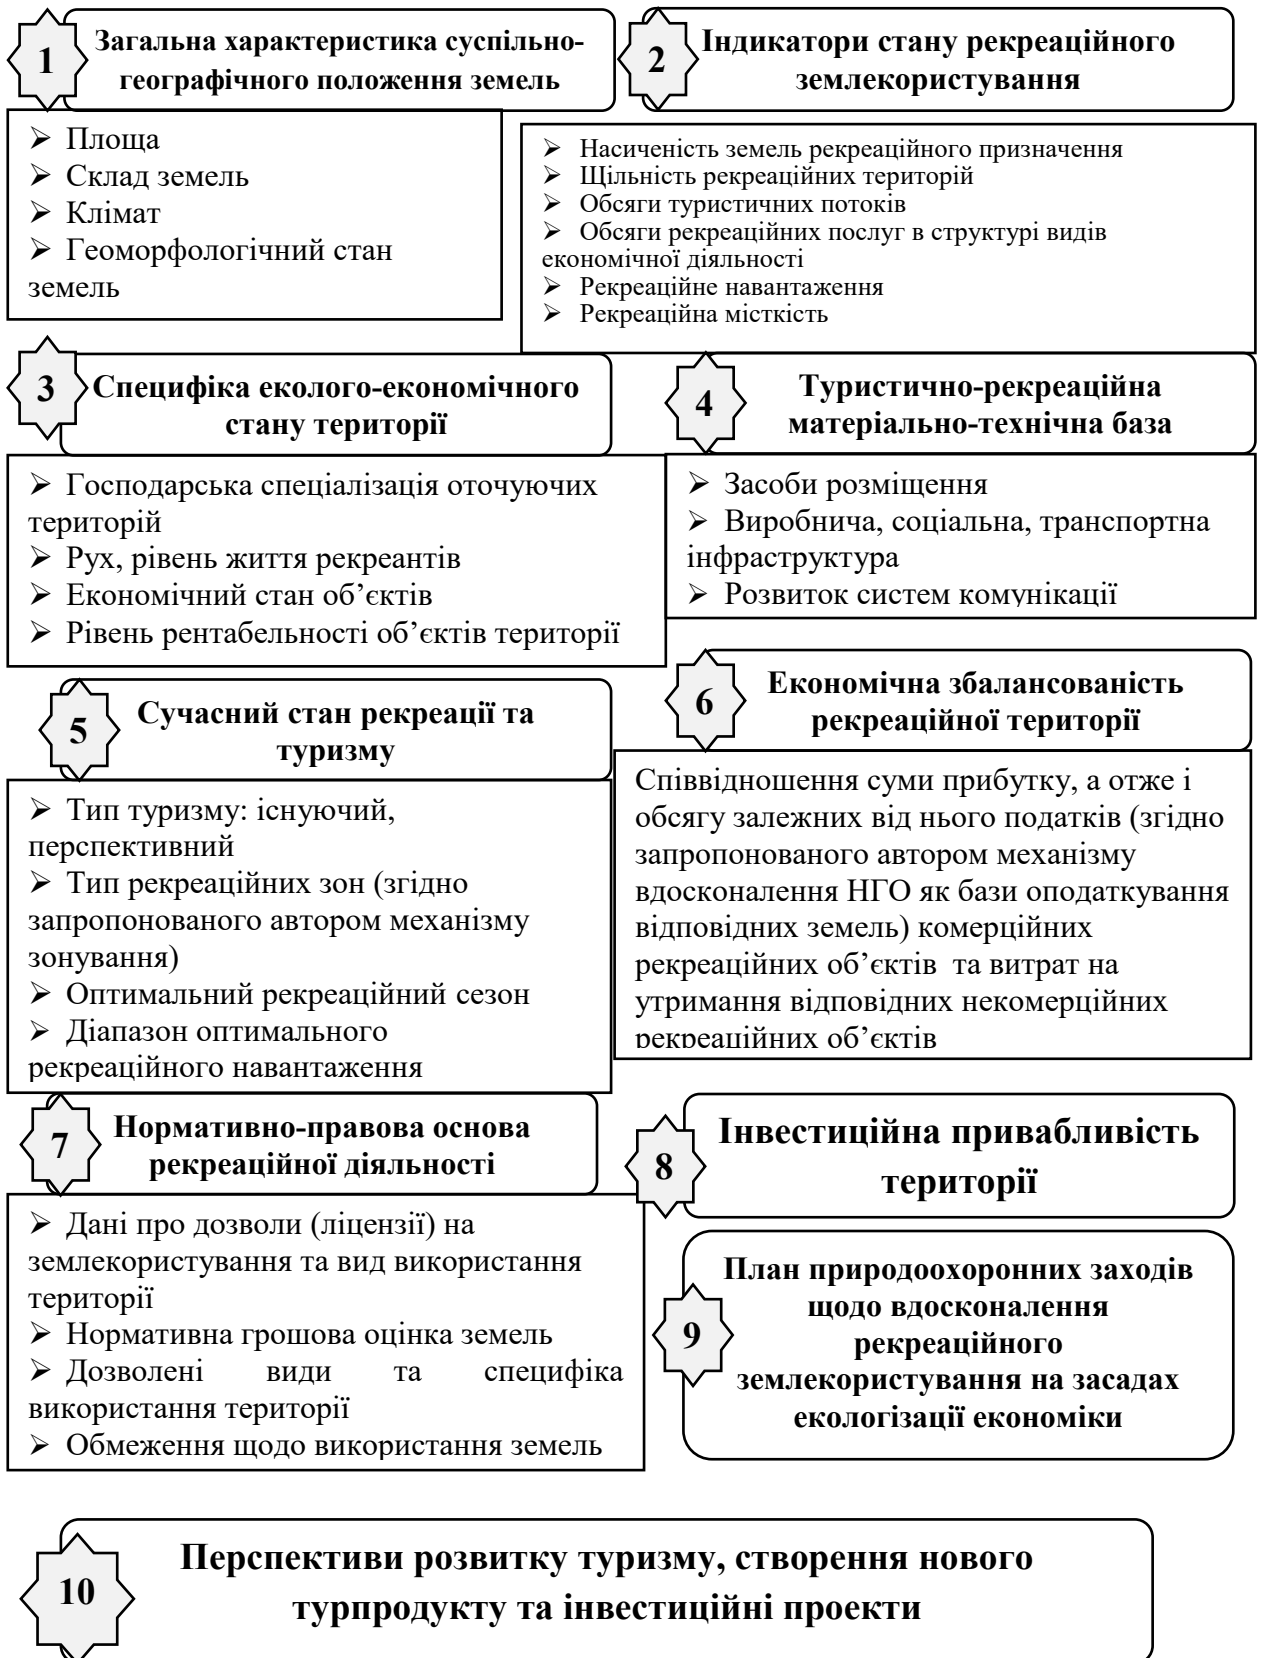 1
Загальна характеристика суспільно-
географічного положення земель
➢ Площа
➢ Склад земель
➢ Клімат
➢ Геоморфологічний стан
земель
2
Індикатори стану рекреаційного
землекористування
➢ Насиченість земель рекреаційного призначення
➢ Щільність рекреаційних територій
➢ Обсяги туристичних потоків
➢ Обсяги рекреаційних послуг в структурі видів
економічної діяльності
➢ Рекреаційне навантаження
➢ Рекреаційна місткість
3
Специфіка еколого-економічного
стану території
➢ Господарська спеціалізація оточуючих
територій
➢ Рух, рівень життя рекреантів
➢ Економічний стан об’єктів
➢ Рівень рентабельності об’єктів території
4
Туристично-рекреаційна
матеріально-технічна база
➢ Засоби розміщення
➢ Виробнича, соціальна, транспортна
інфраструктура
➢ Розвиток систем комунікації
5
Сучасний стан рекреації та
туризму
➢ Тип туризму: існуючий,
перспективний
➢ Тип рекреаційних зон (згідно
запропонованого автором механізму
зонування)
➢ Оптимальний рекреаційний сезон
➢ Діапазон оптимального
рекреаційного навантаження
6
Економічна збалансованість
рекреаційної території
Співвідношення суми прибутку, а отже і
обсягу залежних від нього податків (згідно
запропонованого автором механізму
вдосконалення НГО як бази оподаткування
відповідних земель) комерційних
рекреаційних об’єктів та витрат на
утримання відповідних некомерційних
рекреаційних об’єктів
7
Нормативно-правова основа
рекреаційної діяльності
➢ Дані про дозволи (ліцензії) на
землекористування та вид використання
території
➢ Нормативна грошова оцінка земель
➢ Дозволені види та специфіка
використання території
➢ Обмеження щодо використання земель
8
Інвестиційна привабливість
території
9
План природоохоронних заходів
щодо вдосконалення
рекреаційного
землекористування на засадах
екологізації економіки
10
Перспективи розвитку туризму, створення нового
турпродукту та інвестиційні проекти